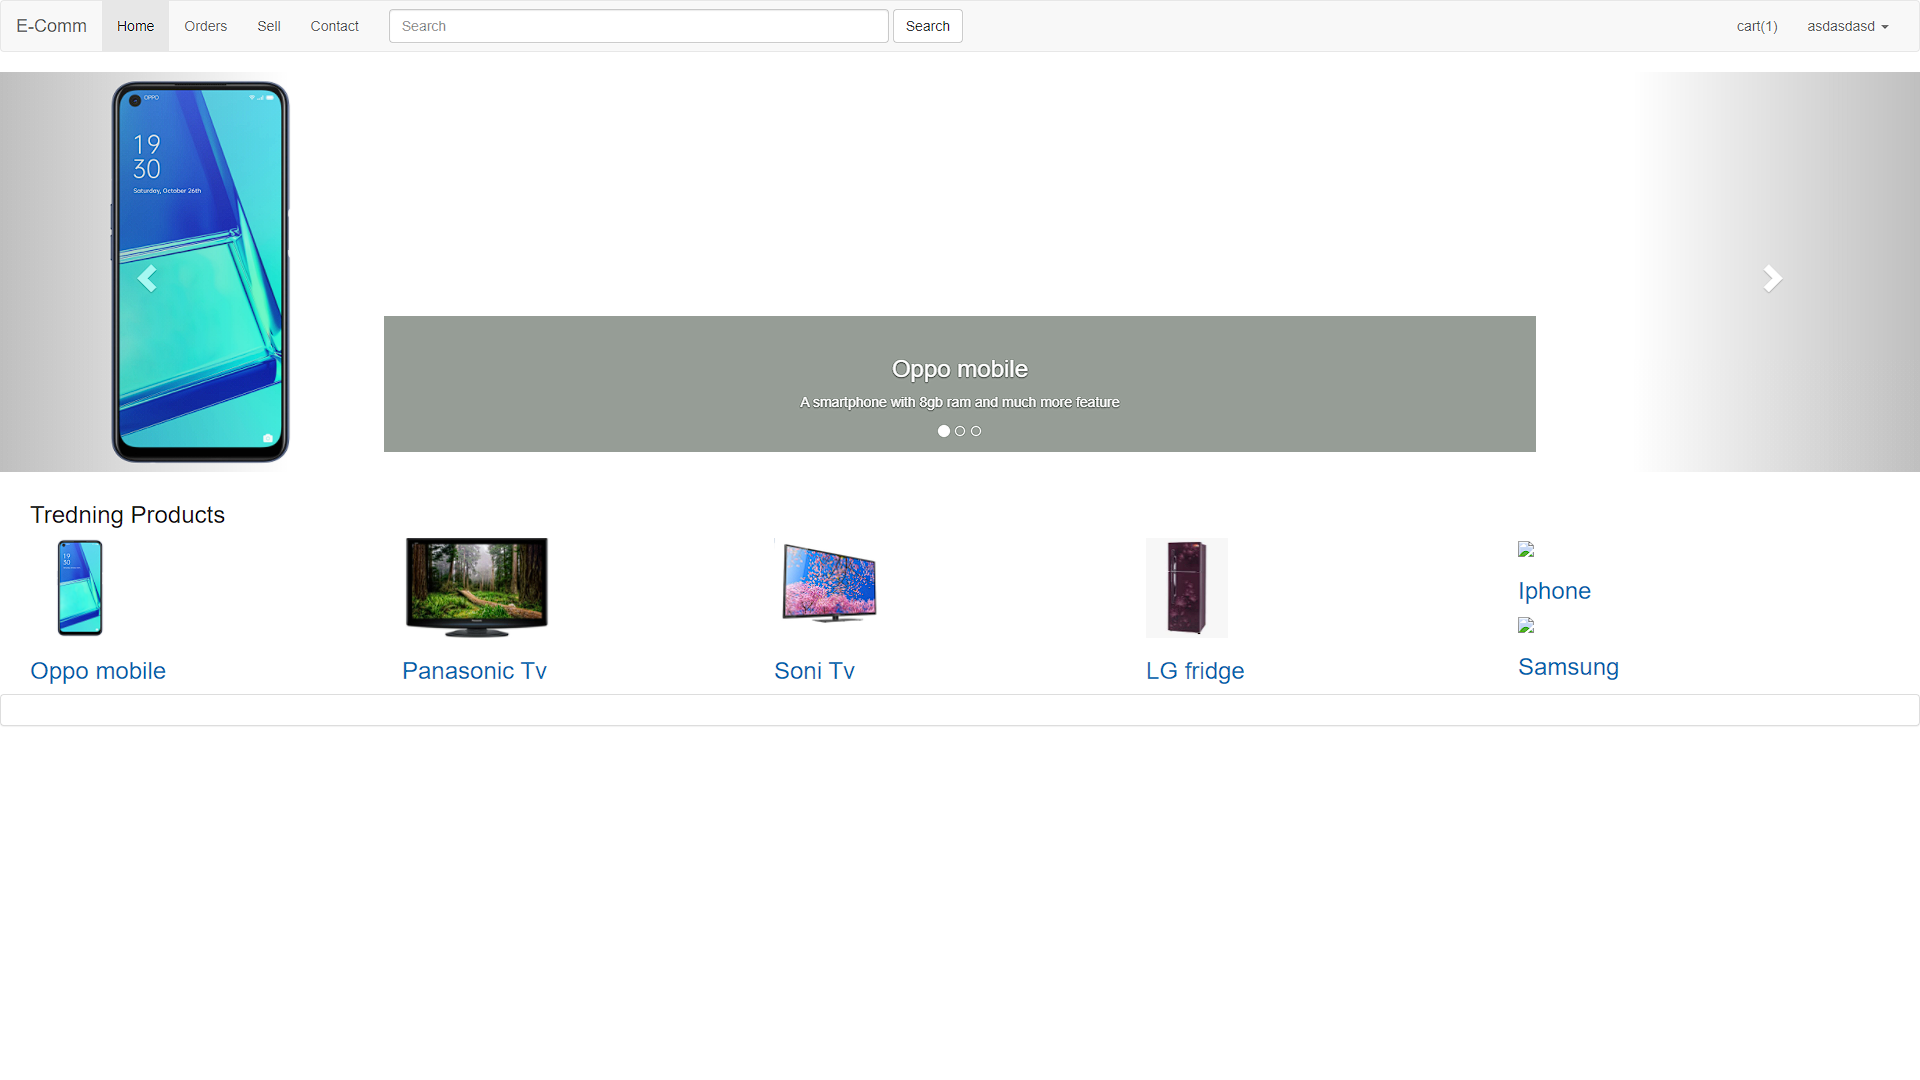 E-Comm Home Orders Sell Contact Search Search cart(1) asdasdasd
OPPO
19
30
Saturday, October 26th
Oppo mobile
A smartphone with 8gb ram and much more feature
Tredning Products
19
30
Iphone
Oppo mobile Panasonic Tv Soni Tv LG fridge Samsung